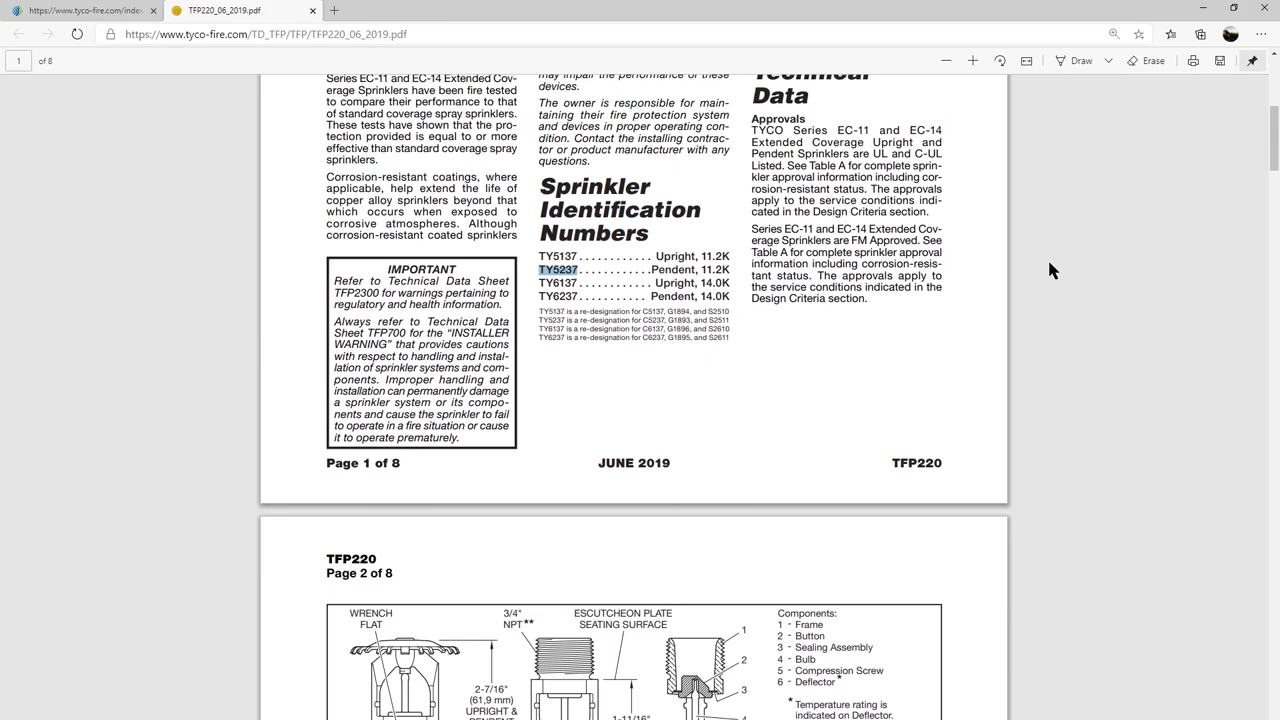 https://www.tyco-fire.com/index
TFP220_06_2019.pdf
https://www.tyco-fire.com/TD_TFP/TFP/TFP220_06_2019.pdf
1 of 8
Draw
Erase
Series EC-11 and EC-14 Extended Cov-
erage Sprinklers have been fire tested
to compare their performance to that
of standard coverage spray sprinklers.
These tests have shown that the pro-
tection provided is equal to or more
effective than standard coverage spray
sprinklers.
Corrosion-resistant coatings, where
applicable, help extend the life of
copper alloy sprinklers beyond that
which occurs when exposed to
corrosive atmospheres. Although
corrosion-resistant coated sprinklers
IMPORTANT
Refer to Technical Data Sheet
TFP2300 for warnings pertaining to
regulatory and health information.
Always refer to Technical Data
Sheet TFP700 for the “INSTALLER
WARNING” that provides cautions
with respect to handling and instal-
lation of sprinkler systems and com-
ponents. Improper handling and
installation can permanently damage
a sprinkler system or its compo-
nents and cause the sprinkler to fail
to operate in a fire situation or cause
it to operate prematurely.
may impair the performance of these
devices.
The owner is responsible for main-
taining their fire protection system
and devices in proper operating con-
dition. Contact the installing contrac-
tor or product manufacturer with any
questions.
Sprinkler
Identification
Numbers
TY5137 . . . . . . . . . . . . Upright, 11.2K
TY5237 . . . . . . . . . . . . Pendent, 11.2K
TY6137 . . . . . . . . . . . . Upright, 14.0K
TY6237 . . . . . . . . . . . Pendent, 14.0K
TY5137 is a re-designation for C5137, G1894, and S2510
TY5237 is a re-designation for C5237, G1893, and S2511
TY6137 is a re-designation for C6137, G1896, and S2610
TY6237 is a re-designation for C6237, G1895, and S2611
Technical
Data
Approvals
TYCO Series EC-11 and EC-14
Extended Coverage Upright and
Pendent Sprinklers are UL and C-UL
Listed. See Table A for complete sprin-
kler approval information including cor-
rosion-resistant status. The approvals
apply to the service conditions indi-
cated in the Design Criteria section.
Series EC-11 and EC-14 Extended Cov-
erage Sprinklers are FM Approved. See
Table A for complete sprinkler approval
information including corrosion-resis-
tant status. The approvals apply to
the service conditions indicated in the
Design Criteria section.
Page 1 of 8
JUNE 2019
TFP220
TFP220
Page 2 of 8
WRENCH
FLAT
3/4"
NPT**
ESCUTCHEON PLATE
SEATING SURFACE
2-7/16"
(61,9 mm)
UPRIGHT &
PENDENT
1-11/16"
1
2
3
4
Components:
1 - Frame
2 - Button
3 - Sealing Assembly
4 - Bulb
5 - Compression Screw
6 - Deflector*
* Temperature rating is
indicated on Deflector.